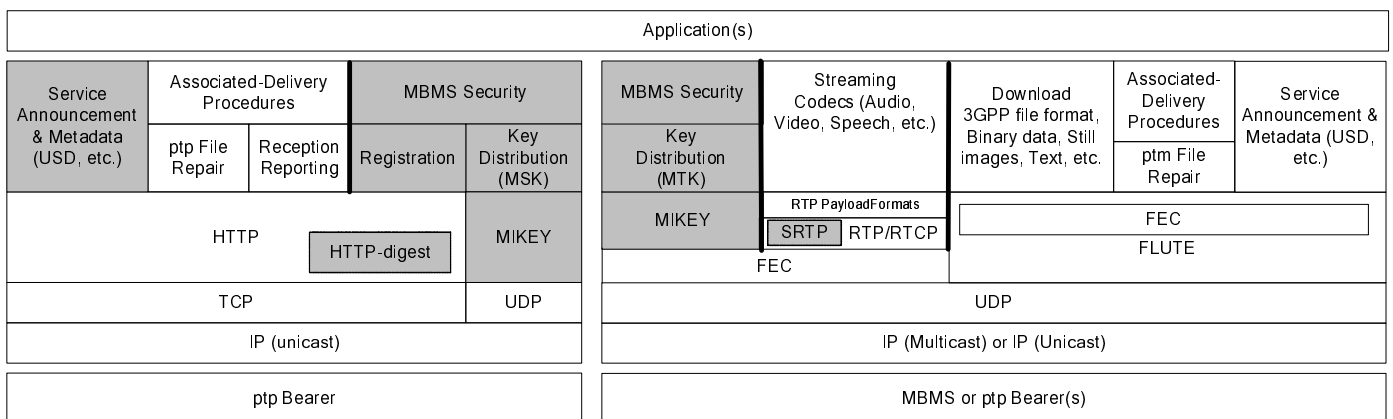 Application(s)
Service
Announcement
& Metadata
(USD, etc.)
Associated-Delivery
Procedures
ptp File
Repair
Reception
Reporting
MBMS Security
Registration
Key
Distribution
(MSK)
HTTP
HTTP-digest
MIKEY
TCP
UDP
IP (unicast)
ptp Bearer
MBMS Security
Key
Distribution
(MTK)
MIKEY
Streaming
Codecs (Audio,
Video, Speech, etc.)
RTP PayloadFormats
SRTP
RTP/RTCP
FEC
Download
3GPP file format,
Binary data, Still
images, Text, etc.
Associated-
Delivery
Procedures
ptm File
Repair
Service
Announcement &
Metadata (USD,
etc.)
FEC
FLUTE
UDP
IP (Multicast) or IP (Unicast)
MBMS or ptp Bearer(s)